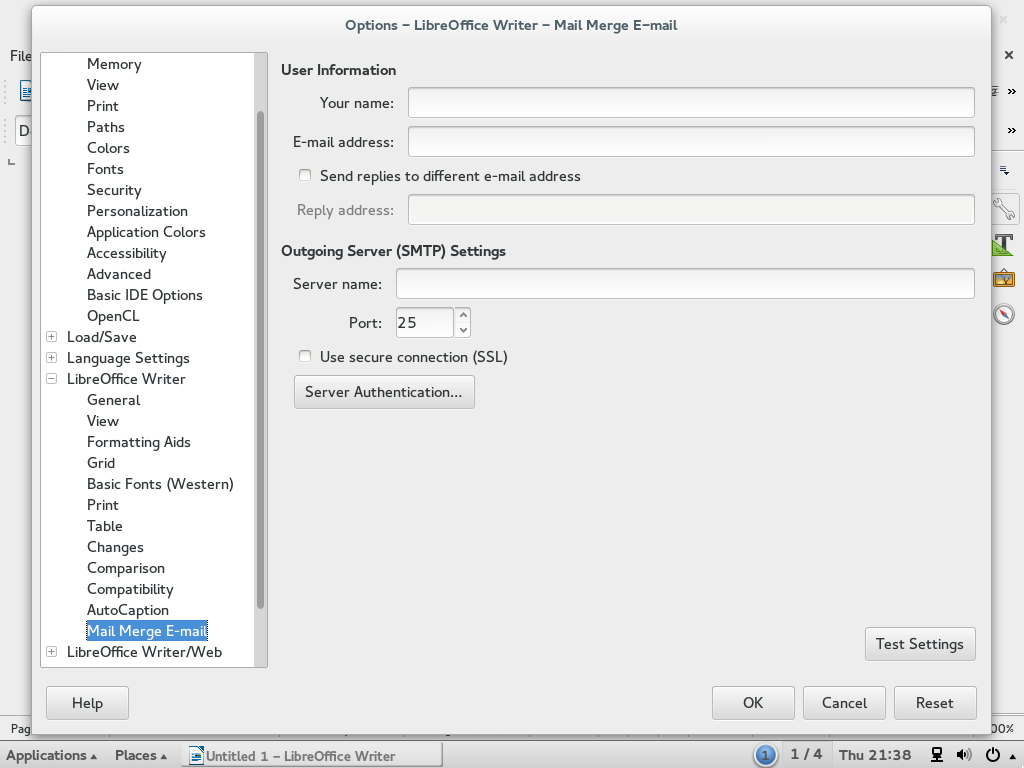 Options – LibreOffice Writer – Mail Merge E-mail
File
Memory
View
Print
Paths
Colors
Fonts
Security
Personalization
Application Colors
Accessibility
Advanced
Basic IDE Options
OpenCL
Load/Save
Language Settings
LibreOffice Writer
General
View
Formatting Aids
Grid
Basic Fonts (Western)
Print
Table
Changes
Comparison
Compatibility
AutoCaption
Mail Merge E-mail
LibreOffice Writer/Web
User Information
Your name:
E-mail address:
Send replies to different e-mail address
Reply address:
Outgoing Server (SMTP) Settings
Server name:
Port: 25
Use secure connection (SSL)
Server Authentication...
Test Settings
Help OK Cancel Reset
Applications Places Untitled 1 – LibreOffice Writer 1 1 / 4 Thu 21:38